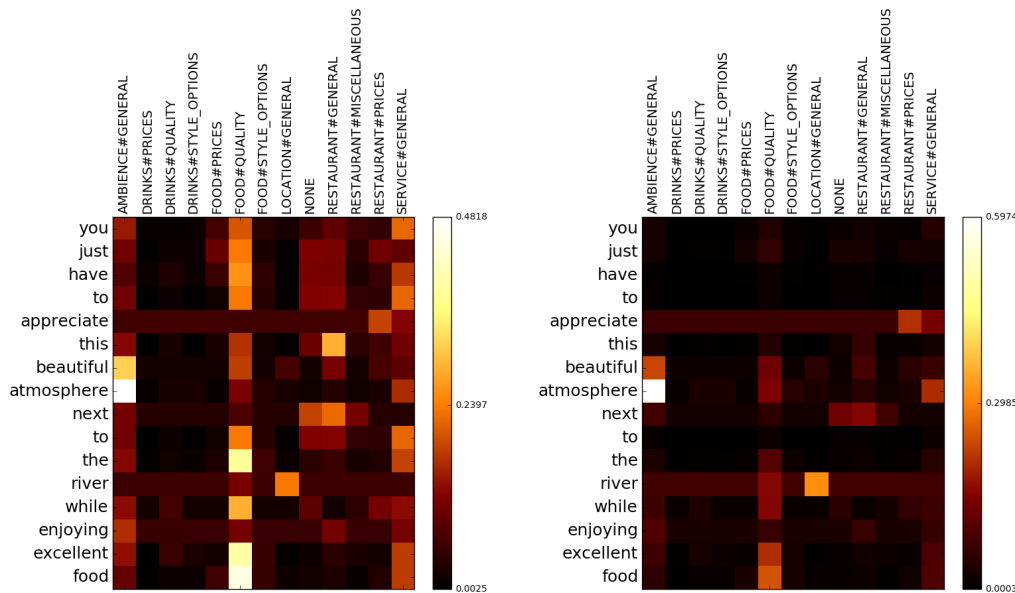 AMBIENCE#GENERAL
DRINKS#PRICES
DRINKS#QUALITY
DRINKS#STYLE_OPTIONS
FOOD#PRICES
FOOD#QUALITY
FOOD#STYLE_OPTIONS
LOCATION#GENERAL
NONE
RESTAURANT#GENERAL
RESTAURANT#MISCELLANEOUS
RESTAURANT#PRICES
SERVICE#GENERAL
you
just
have
to
appreciate
this
beautiful
atmosphere
next
to
the
river
while
enjoying
excellent
food
0.4818
0.2397
0.0025
AMBIENCE#GENERAL
DRINKS#PRICES
DRINKS#QUALITY
DRINKS#STYLE_OPTIONS
FOOD#PRICES
FOOD#QUALITY
FOOD#STYLE_OPTIONS
LOCATION#GENERAL
NONE
RESTAURANT#GENERAL
RESTAURANT#MISCELLANEOUS
RESTAURANT#PRICES
SERVICE#GENERAL
you
just
have
to
appreciate
this
beautiful
atmosphere
next
to
the
river
while
enjoying
excellent
food
0.5974
0.2985
0.0003